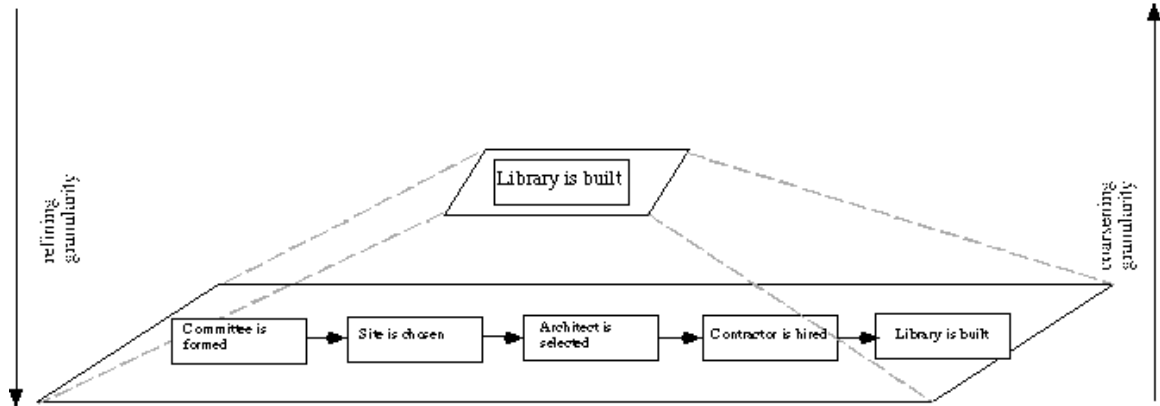 Library is built
refining
granularity
coarsening
granularity
Committee is
formed
Site is chosen
Architect is
selected
Contractor is hired
Library is built